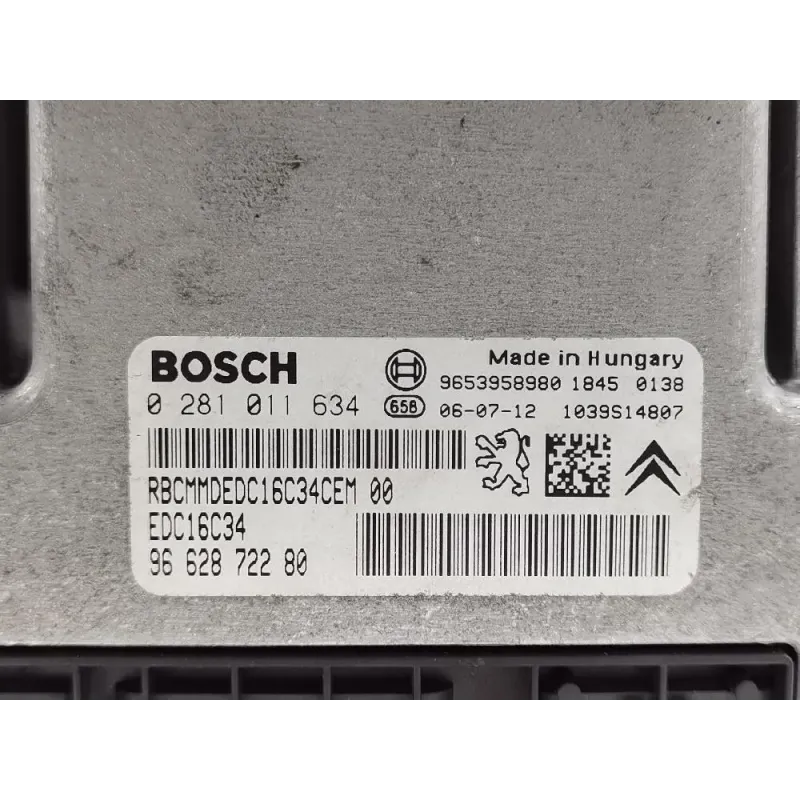 BOSCH
Made in Hungary
9653958980 1845 0138
0 281 011 634
658
06-07-12 1039S14807
RBCMMDEDC16C34CEM 00
EDC16C34
96 628 722 80